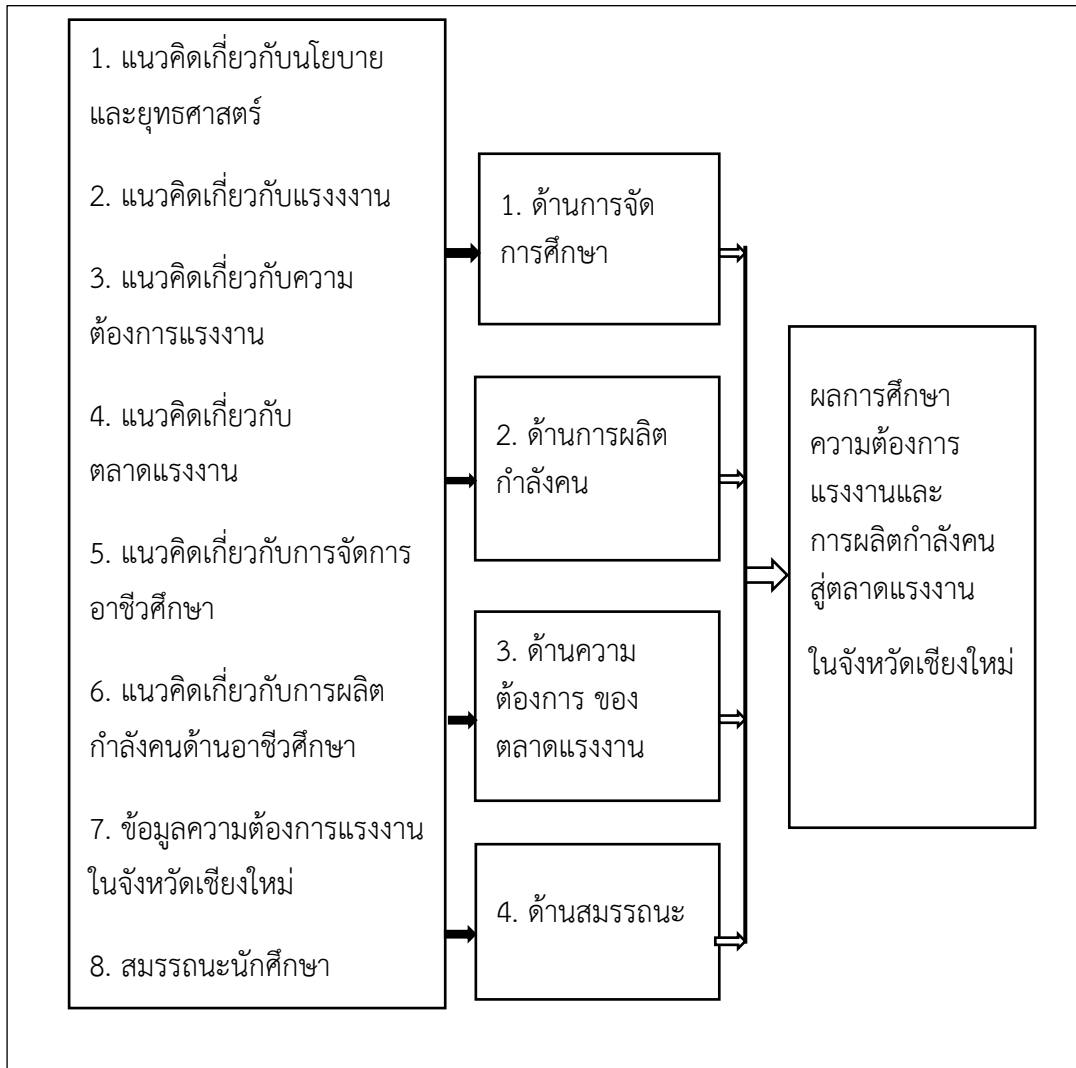 1. แนวคิดเกี่ยวกับนโยบาย
และยุทธศาสตร์
2. แนวคิดเกี่ยวกับแรงงงาน
3. แนวคิดเกี่ยวกับความ
ต้องการแรงงาน
4. แนวคิดเกี่ยวกับ
ตลาดแรงงาน
5. แนวคิดเกี่ยวกับการจัดการ
อาชีวศึกษา
6. แนวคิดเกี่ยวกับการผลิต
กำลังคนด้านอาชีวศึกษา
7. ข้อมูลความต้องการแรงงาน
ในจังหวัดเชียงใหม่
8. สมรรถนะนักศึกษา
1. ด้านการจัด
การศึกษา
2. ด้านการผลิต
กำลังคน
3. ด้านความ
ต้องการ ของ
ตลาดแรงงาน
4. ด้านสมรรถนะ
ผลการศึกษา
ความต้องการ
แรงงานและ
การผลิตกำลังคน
สู่ตลาดแรงงาน
ในจังหวัดเชียงใหม่